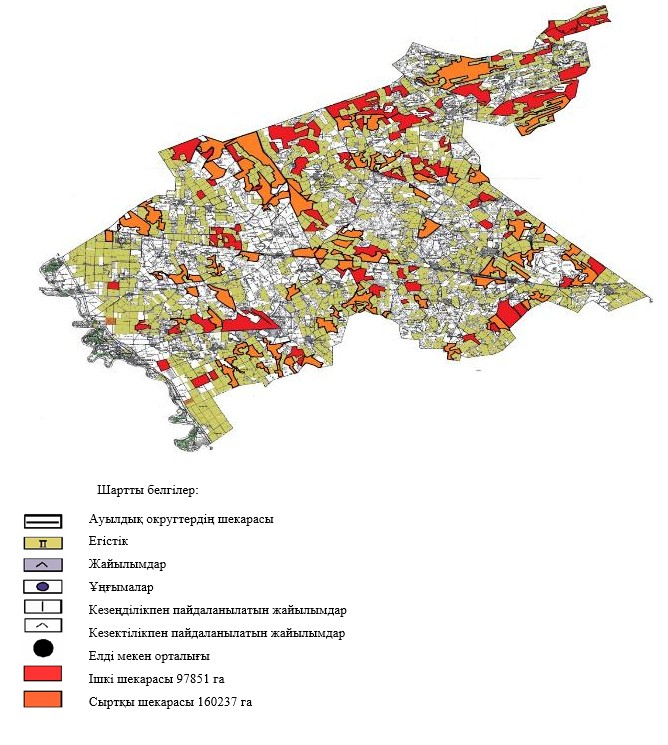 Шартты белгілер:
Ауылдық округтердің шекарасы
Егістік
Жайылымдар
Ұңғымалар
Кезеңділікпен пайдаланылатын жайылымдар
Кезектілікпен пайдаланылатын жайылымдар
Елді мекен орталығы
Ішкі шекарасы 97851 га
Сыртқы шекарасы 160237 га